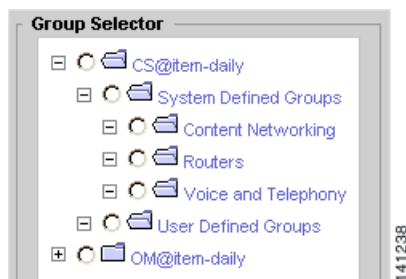 Group Selector
CS@item-daily
System Defined Groups
Content Networking
Routers
Voice and Telephony
User Defined Groups
OM@item-daily
141238